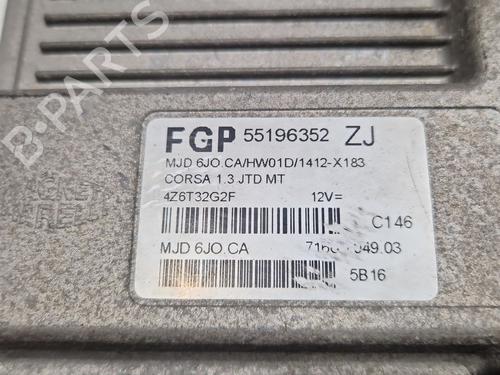 FGP 55196352 ZJ
MJD 6JO.CA/HW01D/1412-X183
CORSA 1.3 JTD MT
4Z6T32G2F 12V=
C146
MJD 6JO.CA
5B16